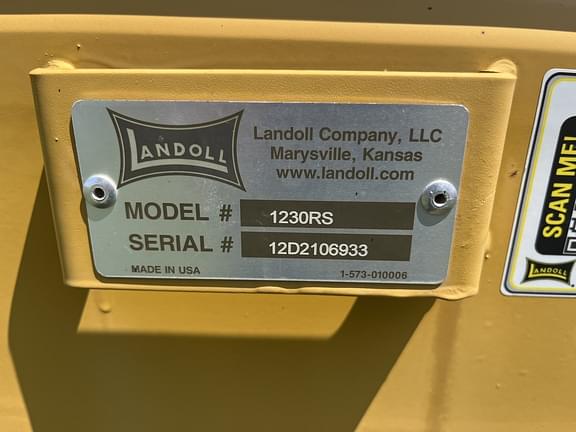 LANDOLL
Landoll Company, LLC
Marysville, Kansas
www.landoll.com
MODEL # 1230RS
SERIAL # 12D2106933
MADE IN USA
1-573-010006
SCAN ME!
LANDOLL